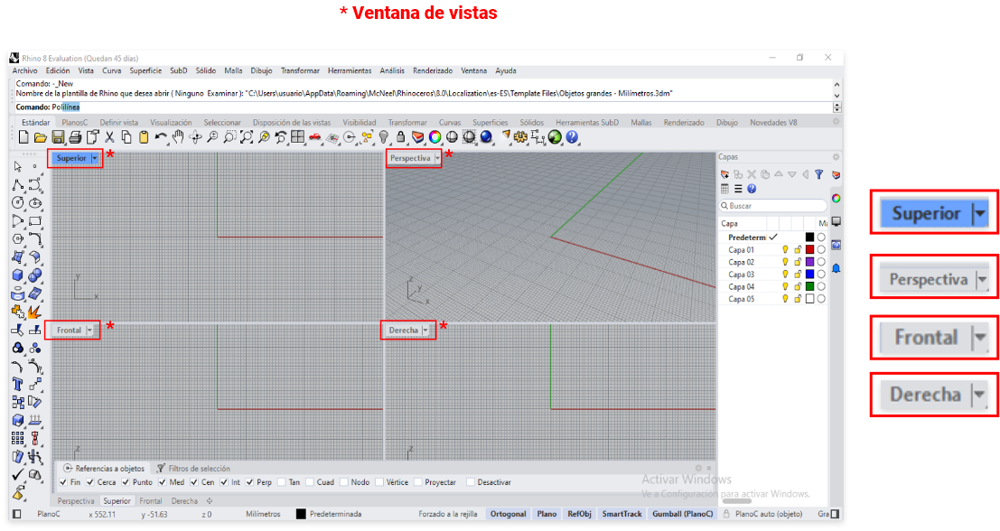 * Ventana de vistas
Rhino 8 Evaluation (Quedan 45 días)
Archivo Edición Vista Curva Superficie SubD Sólido Malla Dibujo Transformar Herramientas Análisis Renderizado Ventana Ayuda
Comando: -_New
Nombre de la plantilla de Rhino que desea abrir ( Ninguno Examinar ): "C:\Users\usuario\AppData\Roaming\McNeel\Rhinoceros\8.0\Localization\es-ES\Template Files\Objetos grandes - Milímetros.3dm"
Comando: Polilínea
Estándar PlanosC Definir vista Visualización Seleccionar Disposición de las vistas Visibilidad Transformar Curvas Superficies Sólidos Herramientas SubD Mallas Renderizado Dibujo Novedades V8
Superior *
Perspectiva *
Capas
Buscar
Capa Ma
Predeterm
Capa 01
Capa 02
Capa 03
Capa 04
Capa 05
y
x
z
y
x
Frontal *
Derecha *
z
z
Superior
Perspectiva
Frontal
Derecha
Referencias a objetos Filtros de selección
Fin Cerca Punto Med Cen Int Perp Tan Cuad Nodo Vértice Proyectar Desactivar
Activar Windows
Ve a Configuración para activar Windows.
Perspectiva Superior Frontal Derecha
PlanoC x 552.11 y -51.63 z 0 Milímetros Predeterminada Forzado a la rejilla Ortogonal Plano RefObj SmartTrack Gumball (PlanoC) PlanoC auto (objeto) Gra